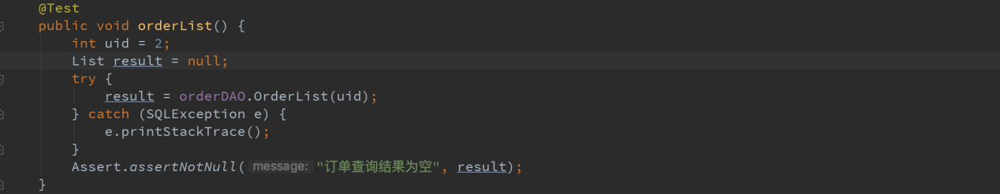 @Test
public void orderList() {
    int uid = 2;
    List result = null;
    try {
        result = orderDAO.OrderList(uid);
    } catch (SQLException e) {
        e.printStackTrace();
    }
    Assert.assertNotNull( message: "订单查询结果为空", result);
}